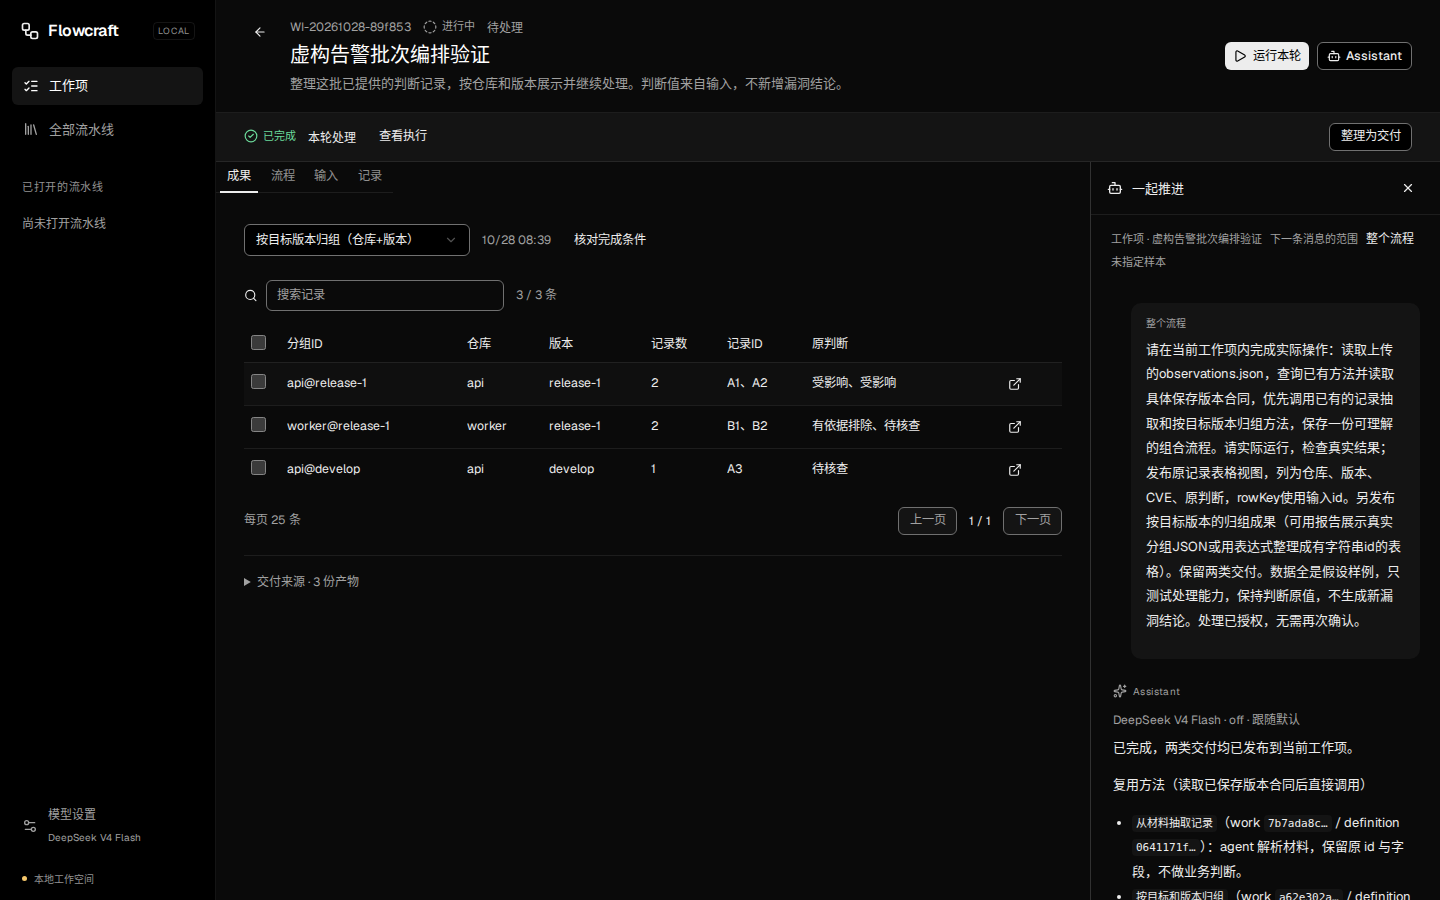 Flowcraft
LOCAL
工作项
全部流水线
已打开的流水线
尚未打开流水线
模型设置
DeepSeek V4 Flash
本地工作空间
WI-20261028-89f853 进行中 待处理
虚构告警批次编排验证
整理这批已提供的判断记录，按仓库和版本展示并继续处理。判断值来自输入，不新增漏洞结论。
运行本轮
Assistant
已完成 本轮处理 查看执行
整理为交付
成果 流程 输入 记录
按目标版本归组（仓库+版本） 10/28 08:39 核对完成条件
搜索记录 3 / 3 条
分组ID 仓库 版本 记录数 记录ID 原判断
api@release-1 api release-1 2 A1、A2 受影响、受影响
worker@release-1 worker release-1 2 B1、B2 有依据排除、待核查
api@develop api develop 1 A3 待核查
每页 25 条 上一页 1 / 1 下一页
交付来源 · 3 份产物
一起推进
工作项 · 虚构告警批次编排验证 下一条消息的范围 整个流程
未指定样本
整个流程
请在当前工作项内完成实际操作：读取上传
的observations.json，查询已有方法并读取
具体保存版本合同，优先调用已有的记录抽
取和按目标版本归组方法，保存一份可理解
的组合流程。请实际运行，检查真实结果；
发布原记录表格视图，列为仓库、版本、
CVE、原判断，rowKey使用输入id。另发布
按目标版本的归组成果（可用报告展示真实
分组JSON或用表达式整理成有字符串id的表
格）。保留两类交付。数据全是假设样例，只
测试处理能力，保持判断原值，不生成新漏
洞结论。处理已授权，无需再次确认。
Assistant
DeepSeek V4 Flash · off · 跟随默认
已完成，两类交付均已发布到当前工作项。
复用方法（读取已保存版本合同后直接调用）
从材料抽取记录（work 7b7ada8c… / definition
0641171f…）：agent 解析材料，保留原 id 与字
段，不做业务判断。
按目标和版本归组（work a62e302a… / definition